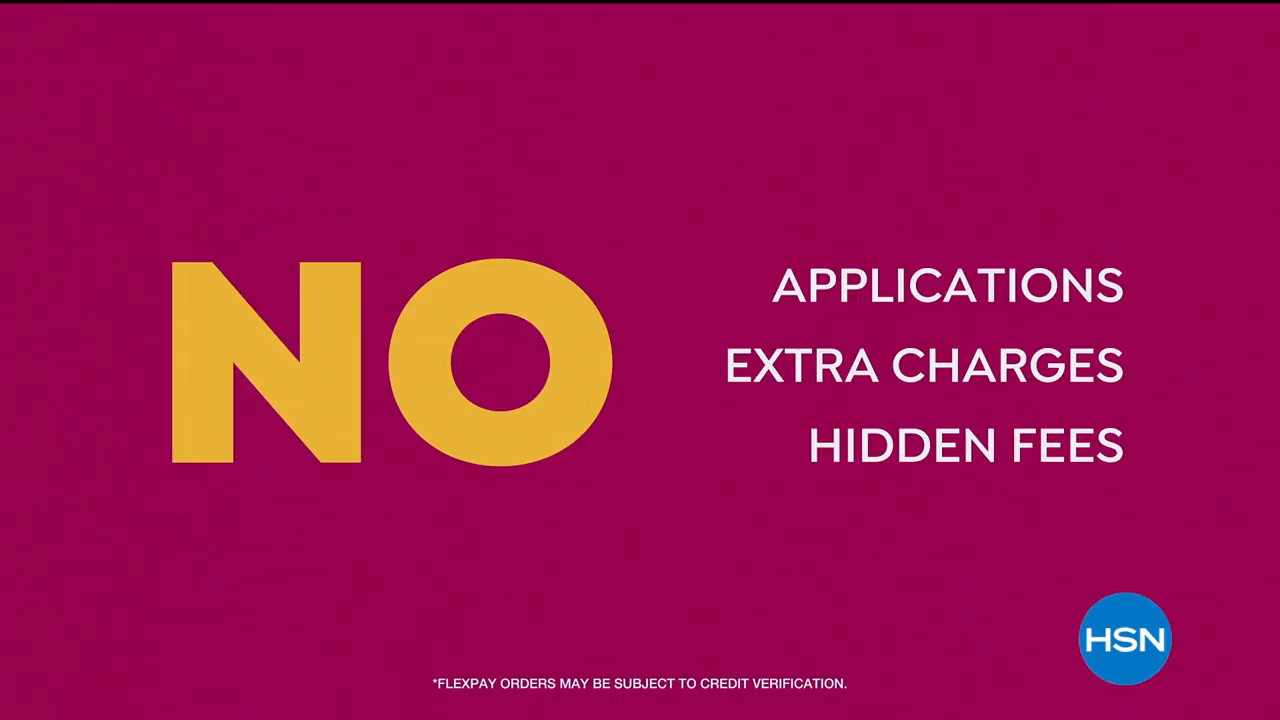 NO
APPLICATIONS
EXTRA CHARGES
HIDDEN FEES
HSN
*FLEXPAY ORDERS MAY BE SUBJECT TO CREDIT VERIFICATION.